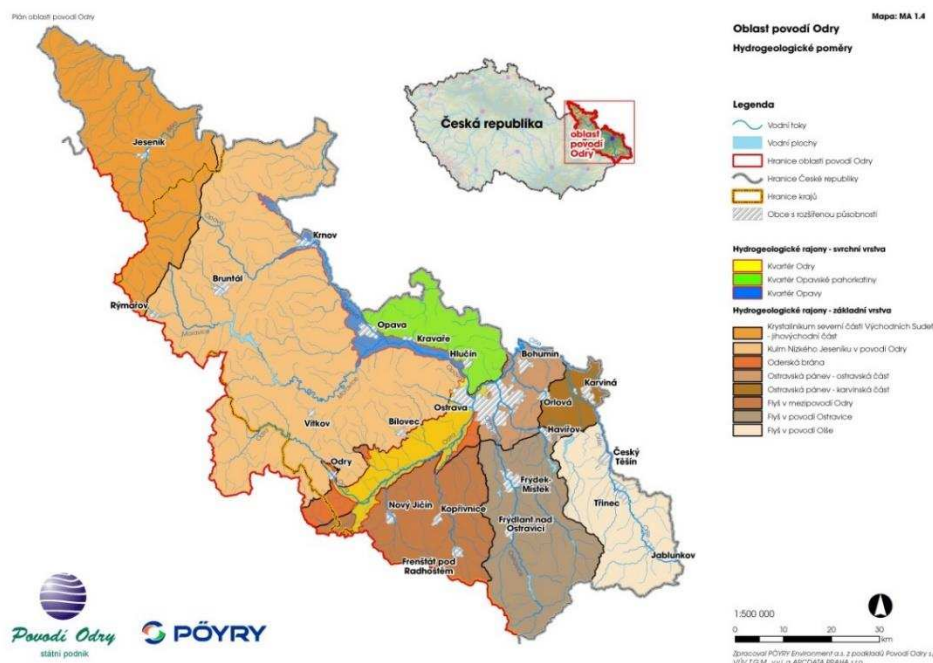 Plán oblasti povodí Odry
Mapa: MA 1.4
Oblast povodí Odry
Hydrogeologické poměry
Česká republika
oblast
povodí
Odry
Legenda
Vodní toky
Vodní plochy
Hranice oblasti povodí Odry
Hranice České republiky
Hranice krajů
Obce s rozšířenou působností
Hydrogeologické rajony - svrchní vrstva
Kvartér Odry
Kvartér Opavské pahorkatiny
Kvartér Opavy
Hydrogeologické rajony - základní vrstva
Krystalinikum severní části Východních Sudet
- jihovýchodní část
Kulm Nízkého Jeseníku v povodí Odry
Oderská brána
Ostravská pánev - ostravská část
Ostravská pánev - karvinská část
Flyš v mezipovodí Odry
Flyš v povodí Ostravice
Flyš v povodí Olše
Jeseník
Krnov
Bruntál
Rýmařov
Opava
Kravaře
Hlučín
Bohumín
Karviná
Orlová
Ostrava
Havířov
Vítkov
Bílovec
Český
Těšín
Odry
Frýdek-
Místek
Třinec
Nový Jičín
Kopřivnice
Frýdlant nad
Ostravicí
Jablunkov
Frenštát pod
Radhoštěm
Povodí Odry
státní podnik
PÖYRY
1:500 000
0 10 20 30
km
Zpracoval PÖYRY Environment a.s. z podkladů Povodí Odry s.